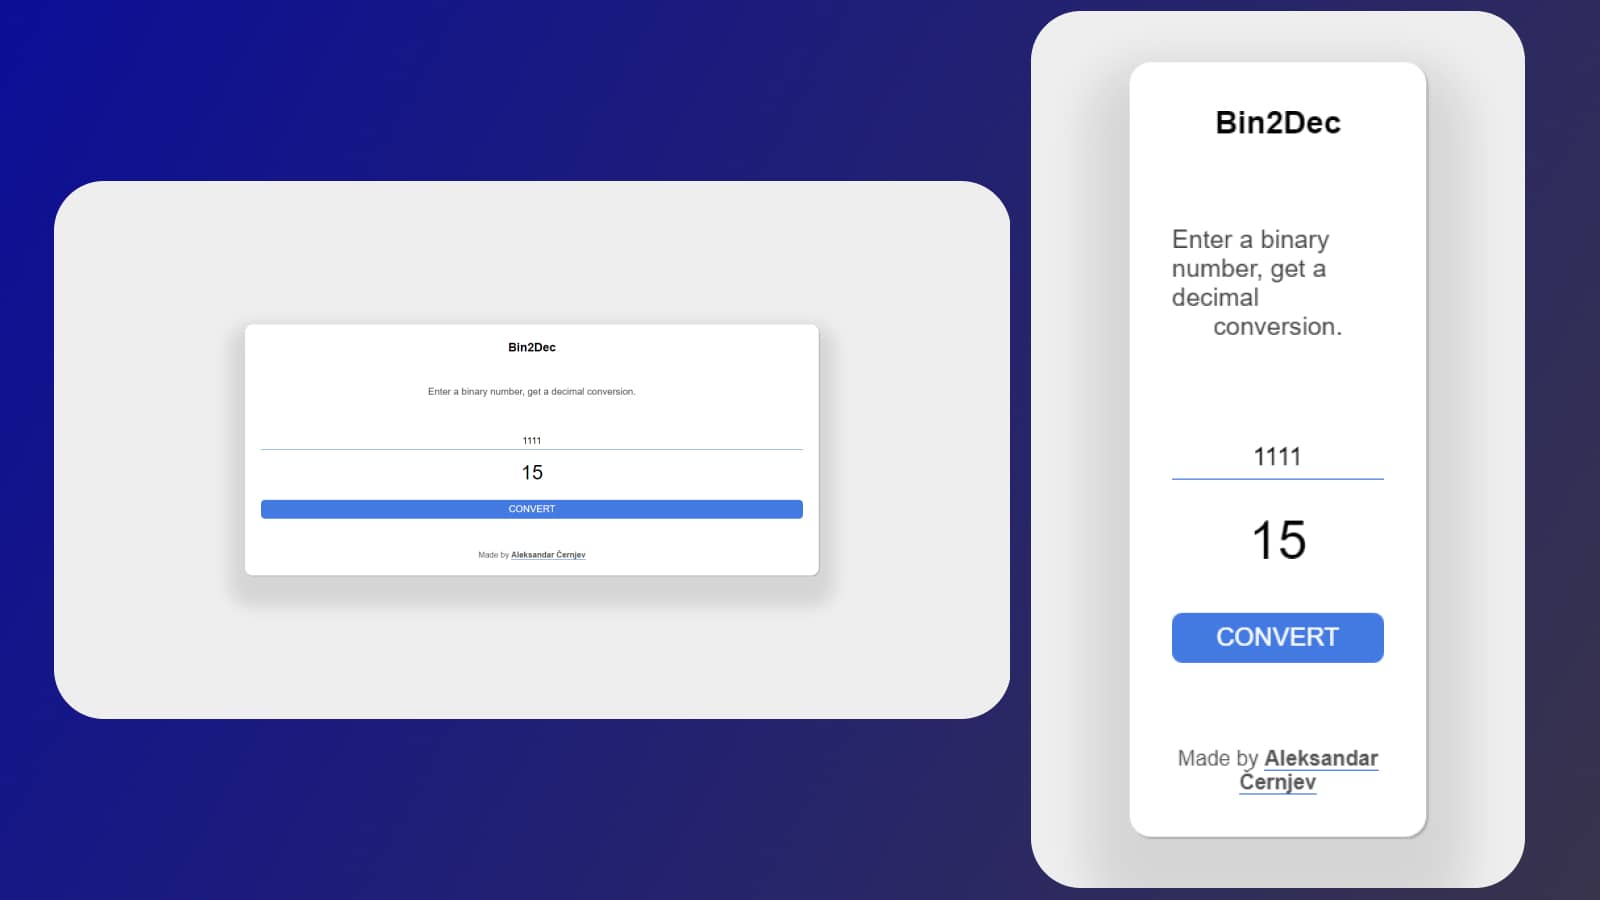 Bin2Dec
Enter a binary number, get a decimal conversion.
1111
15
CONVERT
Made by Aleksandar Černjev
Bin2Dec
Enter a binary
number, get a
decimal
conversion.
1111
15
CONVERT
Made by Aleksandar
Černjev